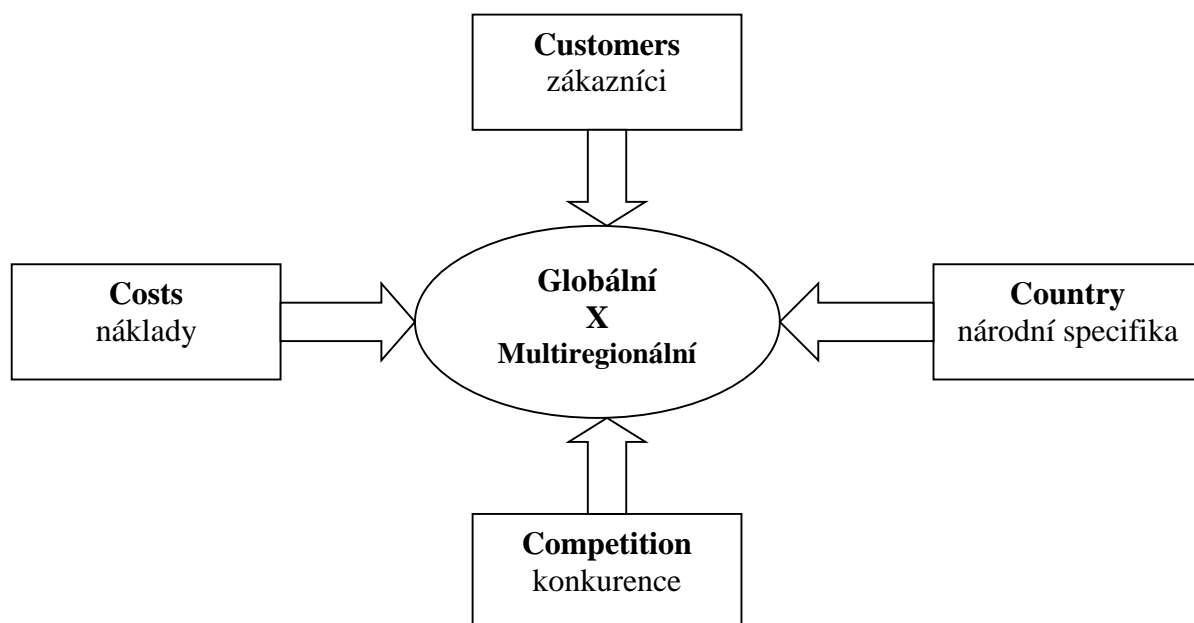 Customers
zákazníci
Costs
náklady
Globální
X
Multiregionální
Country
národní specifika
Competition
konkurence